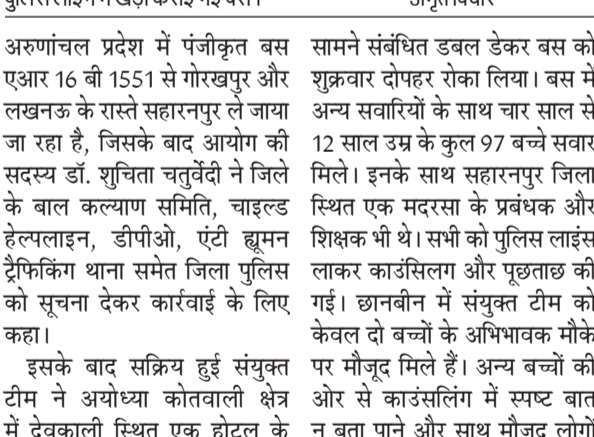 अरुणांचल प्रदेश में पंजीकृत बस
एआर 16 बी 1551 से गोरखपुर और
लखनऊ के रास्ते सहारनपुर ले जाया
जा रहा है, जिसके बाद आयोग की
सदस्य डॉ. शुचिता चतुर्वेदी ने जिले
के बाल कल्याण समिति, चाइल्ड
हेल्पलाइन, डीपीओ, एंटी ह्यूमन
ट्रैफिकिंग थाना समेत जिला पुलिस
को सूचना देकर कार्रवाई के लिए
कहा।
इसके बाद सक्रिय हुई संयुक्त
टीम ने अयोध्या कोतवाली क्षेत्र
में देवकाली स्थित एक होटल के
सामने संबंधित डबल डेकर बस को
शुक्रवार दोपहर रोका लिया। बस में
अन्य सवारियों के साथ चार साल से
12 साल उम्र के कुल 97 बच्चे सवार
मिले। इनके साथ सहारनपुर जिला
स्थित एक मदरसा के प्रबंधक और
शिक्षक भी थे। सभी को पुलिस लाइंस
लाकर काउंसिलग और पूछताछ की
गई। छानबीन में संयुक्त टीम को
केवल दो बच्चों के अभिभावक मौके
पर मौजूद मिले हैं। अन्य बच्चों की
ओर से काउंसलिंग में स्पष्ट बात
न बता पाने और साथ मौजूद लोगों